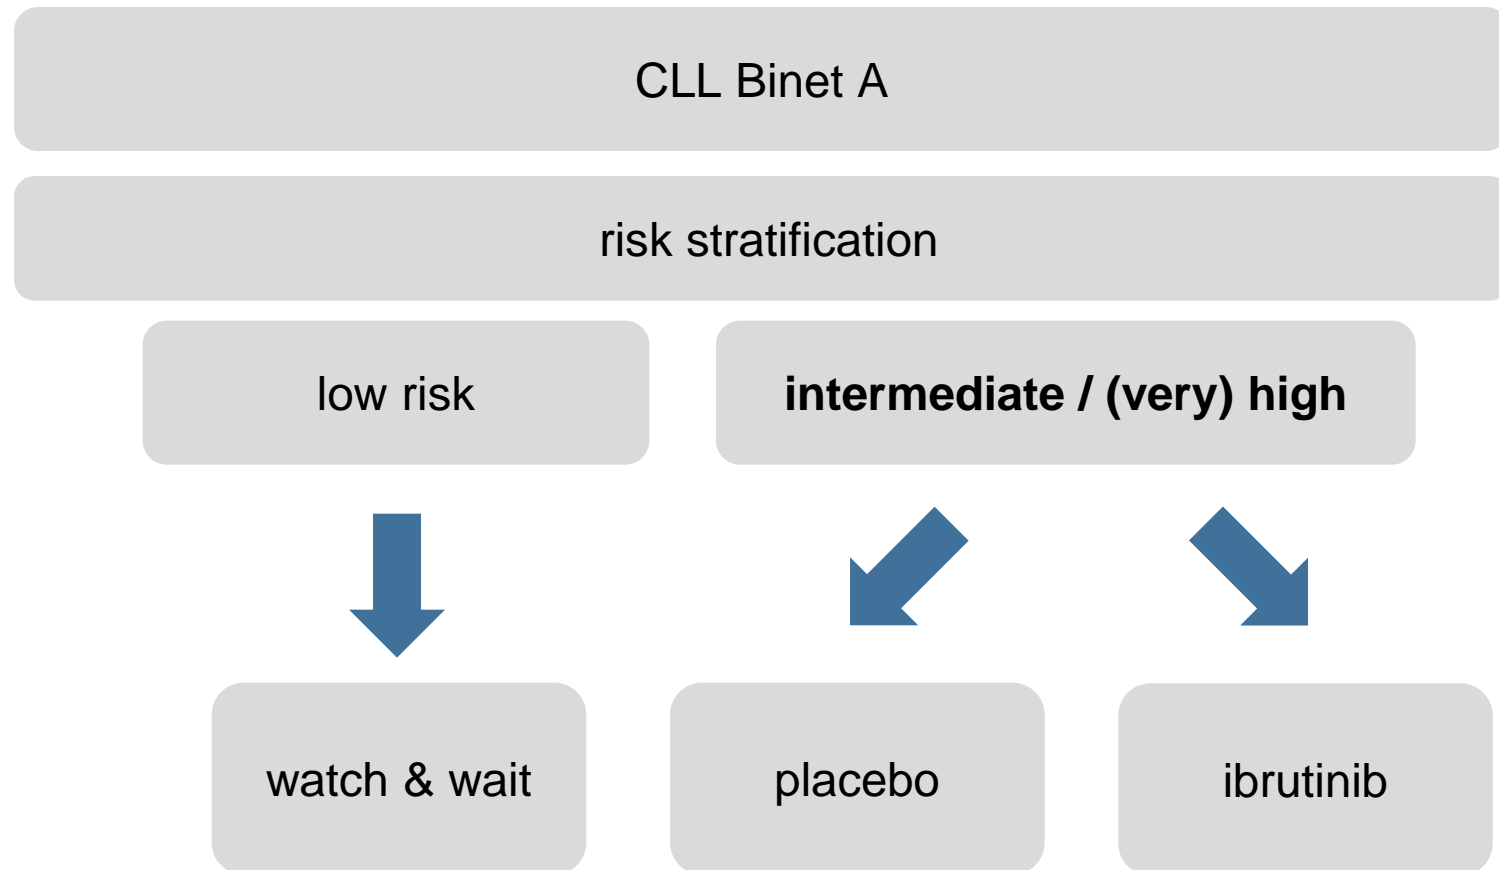 CLL Binet A
risk stratification
low risk
intermediate / (very) high
watch & wait
placebo
ibrutinib